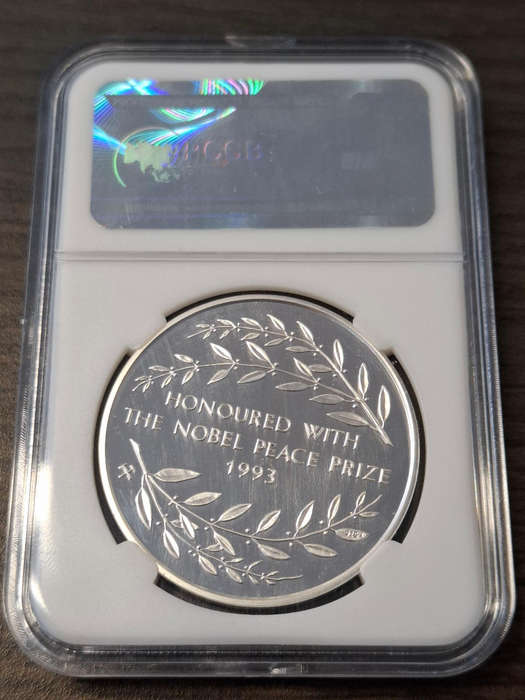 HONOURED WITH
THE NOBEL PEACE PRIZE
1993